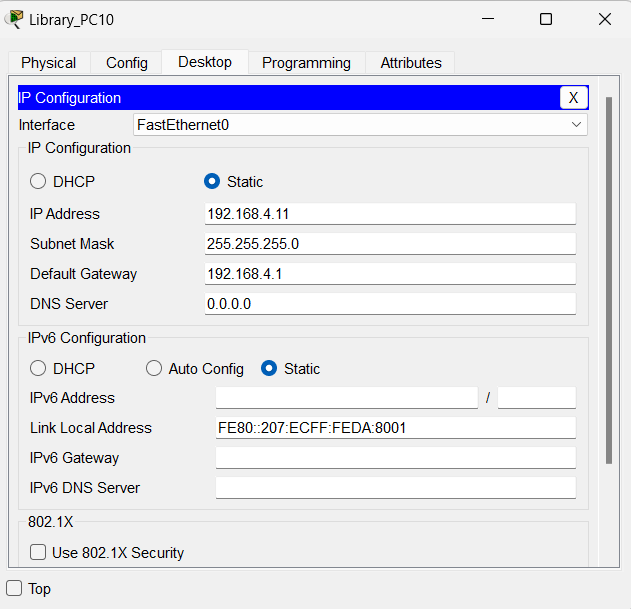 Library_PC10
Physical Config Desktop Programming Attributes
IP Configuration X
Interface FastEthernet0
IP Configuration
DHCP Static
IP Address 192.168.4.11
Subnet Mask 255.255.255.0
Default Gateway 192.168.4.1
DNS Server 0.0.0.0
IPv6 Configuration
DHCP Auto Config Static
IPv6 Address /
Link Local Address FE80::207:ECFF:FEDA:8001
IPv6 Gateway
IPv6 DNS Server
802.1X
Use 802.1X Security
Top